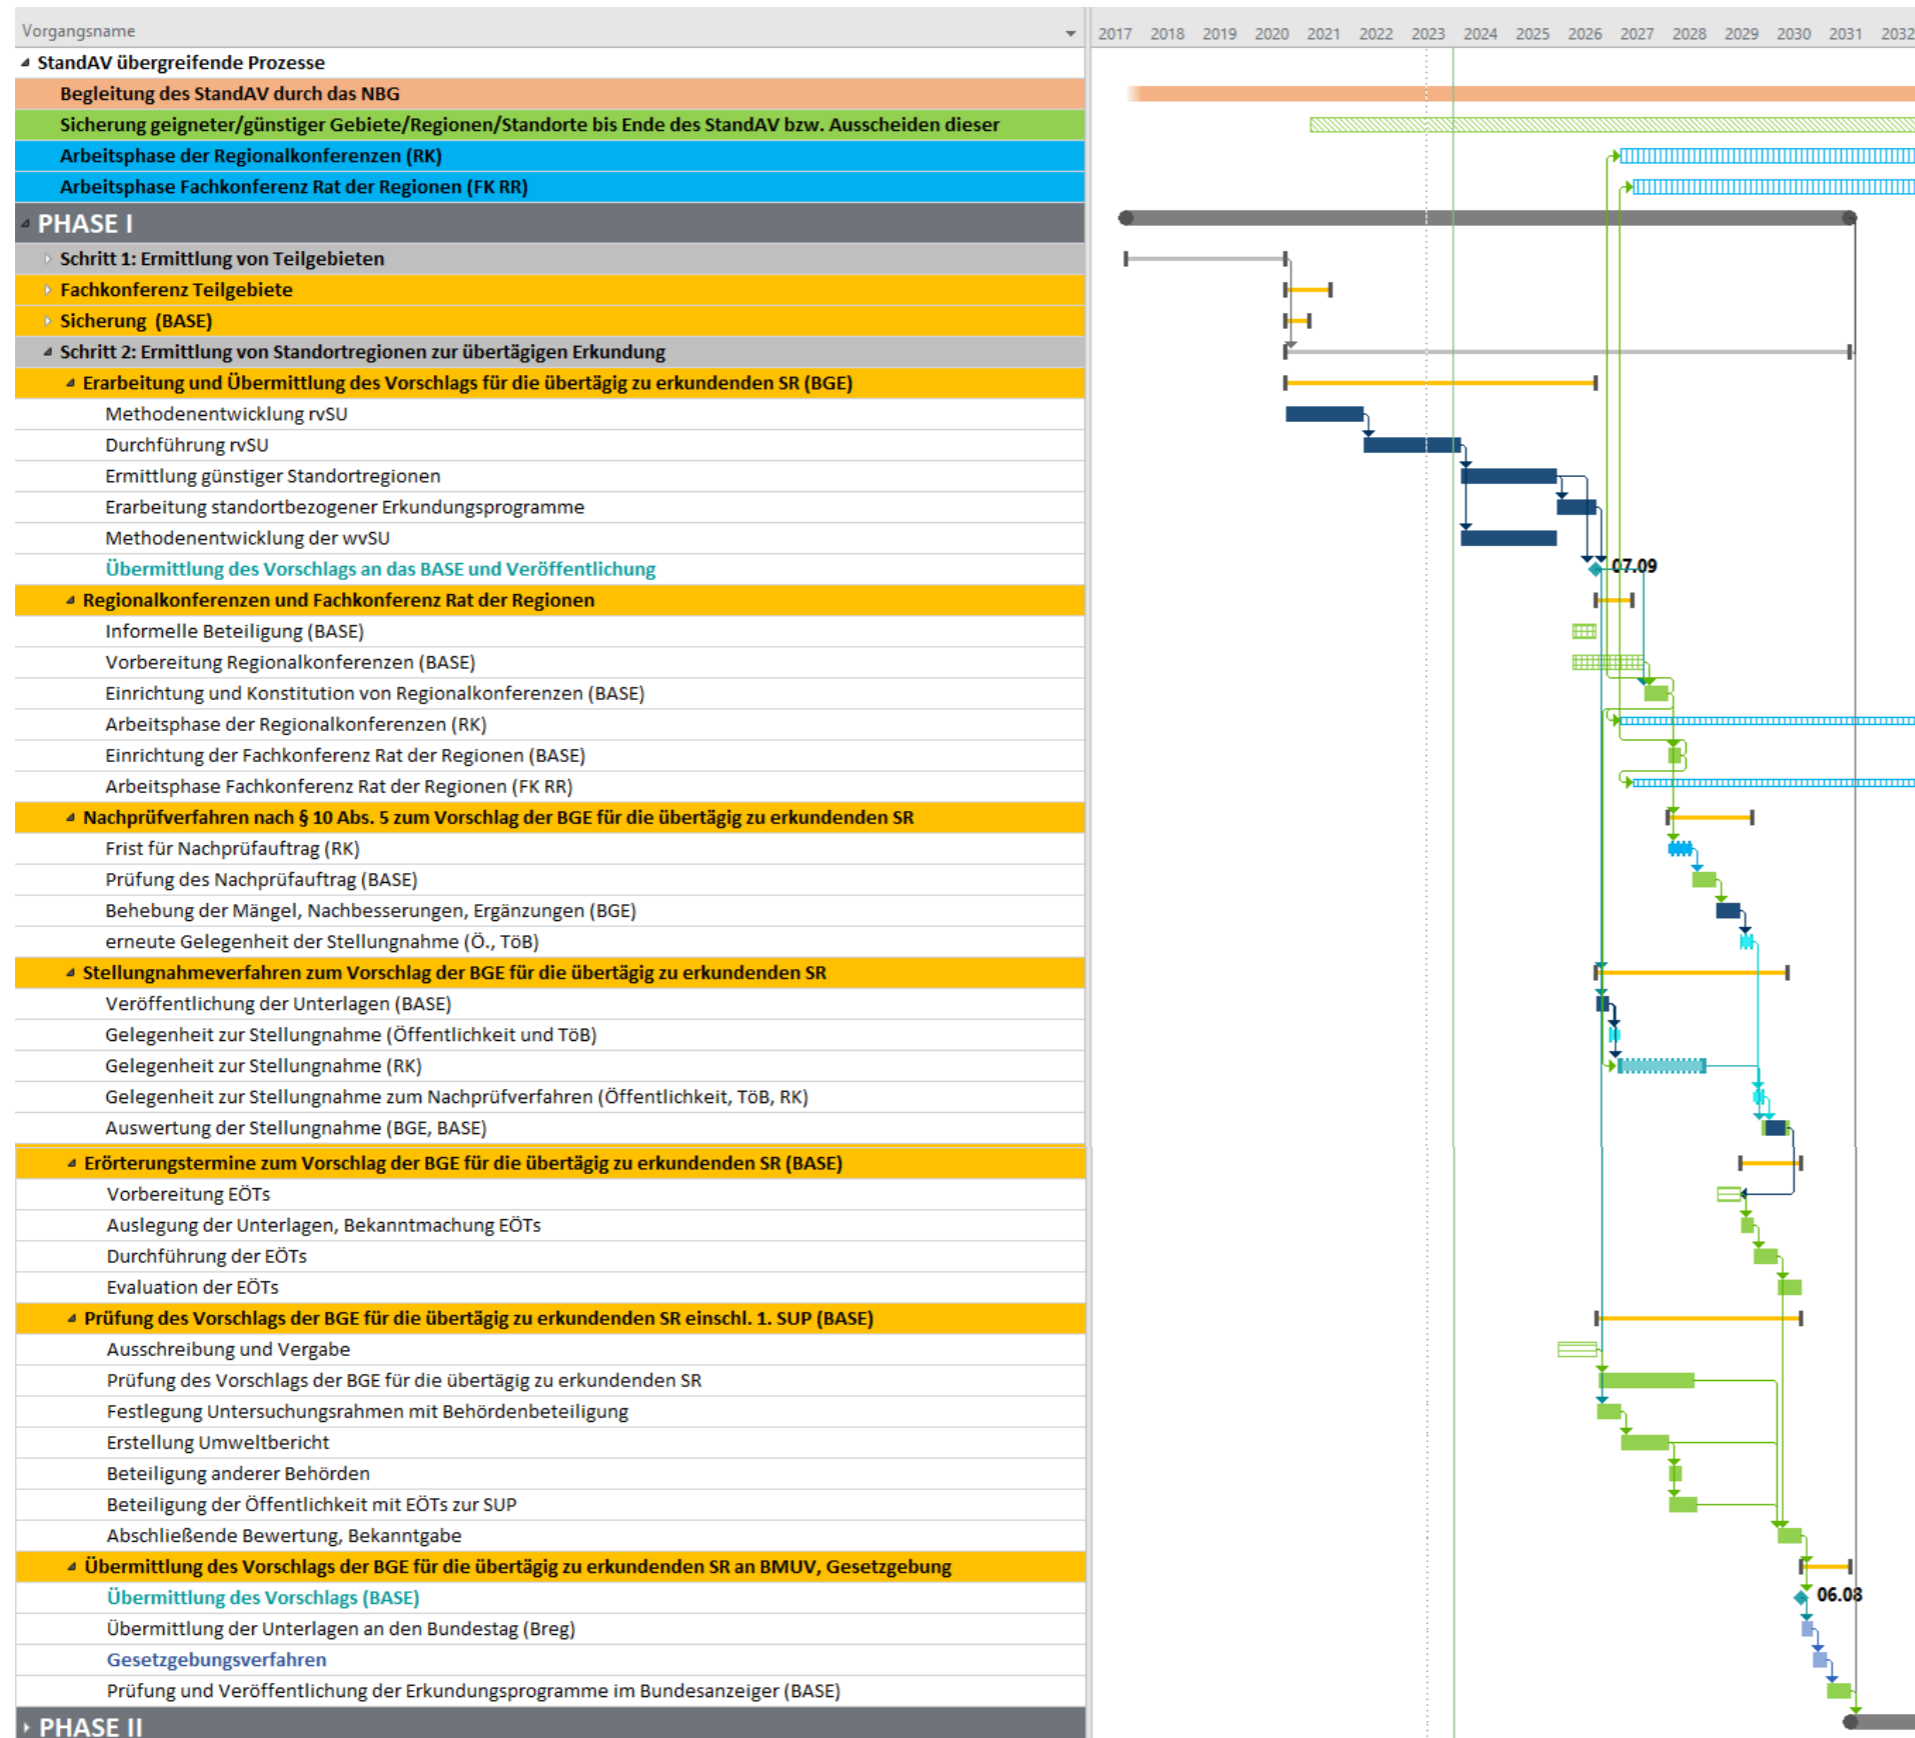 Vorgangsname
2017 2018 2019 2020 2021 2022 2023 2024 2025 2026 2027 2028 2029 2030 2031 2032
StandAV übergreifende Prozesse
Begleitung des StandAV durch das NBG
Sicherung geigneter/günstiger Gebiete/Regionen/Standorte bis Ende des StandAV bzw. Ausscheiden dieser
Arbeitsphase der Regionalkonferenzen (RK)
Arbeitsphase Fachkonferenz Rat der Regionen (FK RR)
PHASE I
Schritt 1: Ermittlung von Teilgebieten
Fachkonferenz Teilgebiete
Sicherung (BASE)
Schritt 2: Ermittlung von Standortregionen zur übertägigen Erkundung
Erarbeitung und Übermittlung des Vorschlags für die übertägig zu erkundenden SR (BGE)
Methodenentwicklung rvSU
Durchführung rvSU
Ermittlung günstiger Standortregionen
Erarbeitung standortbezogener Erkundungsprogramme
Methodenentwicklung der wvSU
Übermittlung des Vorschlags an das BASE und Veröffentlichung
07.09
Regionalkonferenzen und Fachkonferenz Rat der Regionen
Informelle Beteiligung (BASE)
Vorbereitung Regionalkonferenzen (BASE)
Einrichtung und Konstitution von Regionalkonferenzen (BASE)
Arbeitsphase der Regionalkonferenzen (RK)
Einrichtung der Fachkonferenz Rat der Regionen (BASE)
Arbeitsphase Fachkonferenz Rat der Regionen (FK RR)
Nachprüfverfahren nach § 10 Abs. 5 zum Vorschlag der BGE für die übertägig zu erkundenden SR
Frist für Nachprüfauftrag (RK)
Prüfung des Nachprüfauftrag (BASE)
Behebung der Mängel, Nachbesserungen, Ergänzungen (BGE)
erneute Gelegenheit der Stellungnahme (Ö., TöB)
Stellungnahmeverfahren zum Vorschlag der BGE für die übertägig zu erkundenden SR
Veröffentlichung der Unterlagen (BASE)
Gelegenheit zur Stellungnahme (Öffentlichkeit und TöB)
Gelegenheit zur Stellungnahme (RK)
Gelegenheit zur Stellungnahme zum Nachprüfverfahren (Öffentlichkeit, TöB, RK)
Auswertung der Stellungnahme (BGE, BASE)
Erörterungstermine zum Vorschlag der BGE für die übertägig zu erkundenden SR (BASE)
Vorbereitung EÖTs
Auslegung der Unterlagen, Bekanntmachung EÖTs
Durchführung der EÖTs
Evaluation der EÖTs
Prüfung des Vorschlags der BGE für die übertägig zu erkundenden SR einschl. 1. SUP (BASE)
Ausschreibung und Vergabe
Prüfung des Vorschlags der BGE für die übertägig zu erkundenden SR
Festlegung Untersuchungsrahmen mit Behördenbeteiligung
Erstellung Umweltbericht
Beteiligung anderer Behörden
Beteiligung der Öffentlichkeit mit EÖTs zur SUP
Abschließende Bewertung, Bekanntgabe
Übermittlung des Vorschlags der BGE für die übertägig zu erkundenden SR an BMUV, Gesetzgebung
Übermittlung des Vorschlags (BASE)
06.08
Übermittlung der Unterlagen an den Bundestag (Breg)
Gesetzgebungsverfahren
Prüfung und Veröffentlichung der Erkundungsprogramme im Bundesanzeiger (BASE)
PHASE II